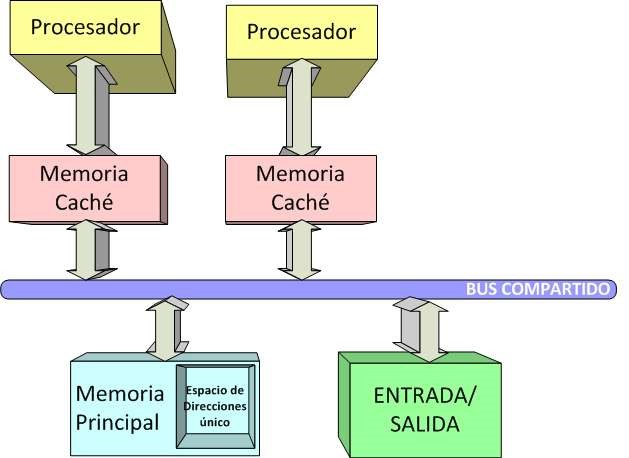 Procesador
Procesador
Memoria
Caché
Memoria
Caché
BUS COMPARTIDO
Memoria
Principal
Espacio de
Direcciones
único
ENTRADA/
SALIDA